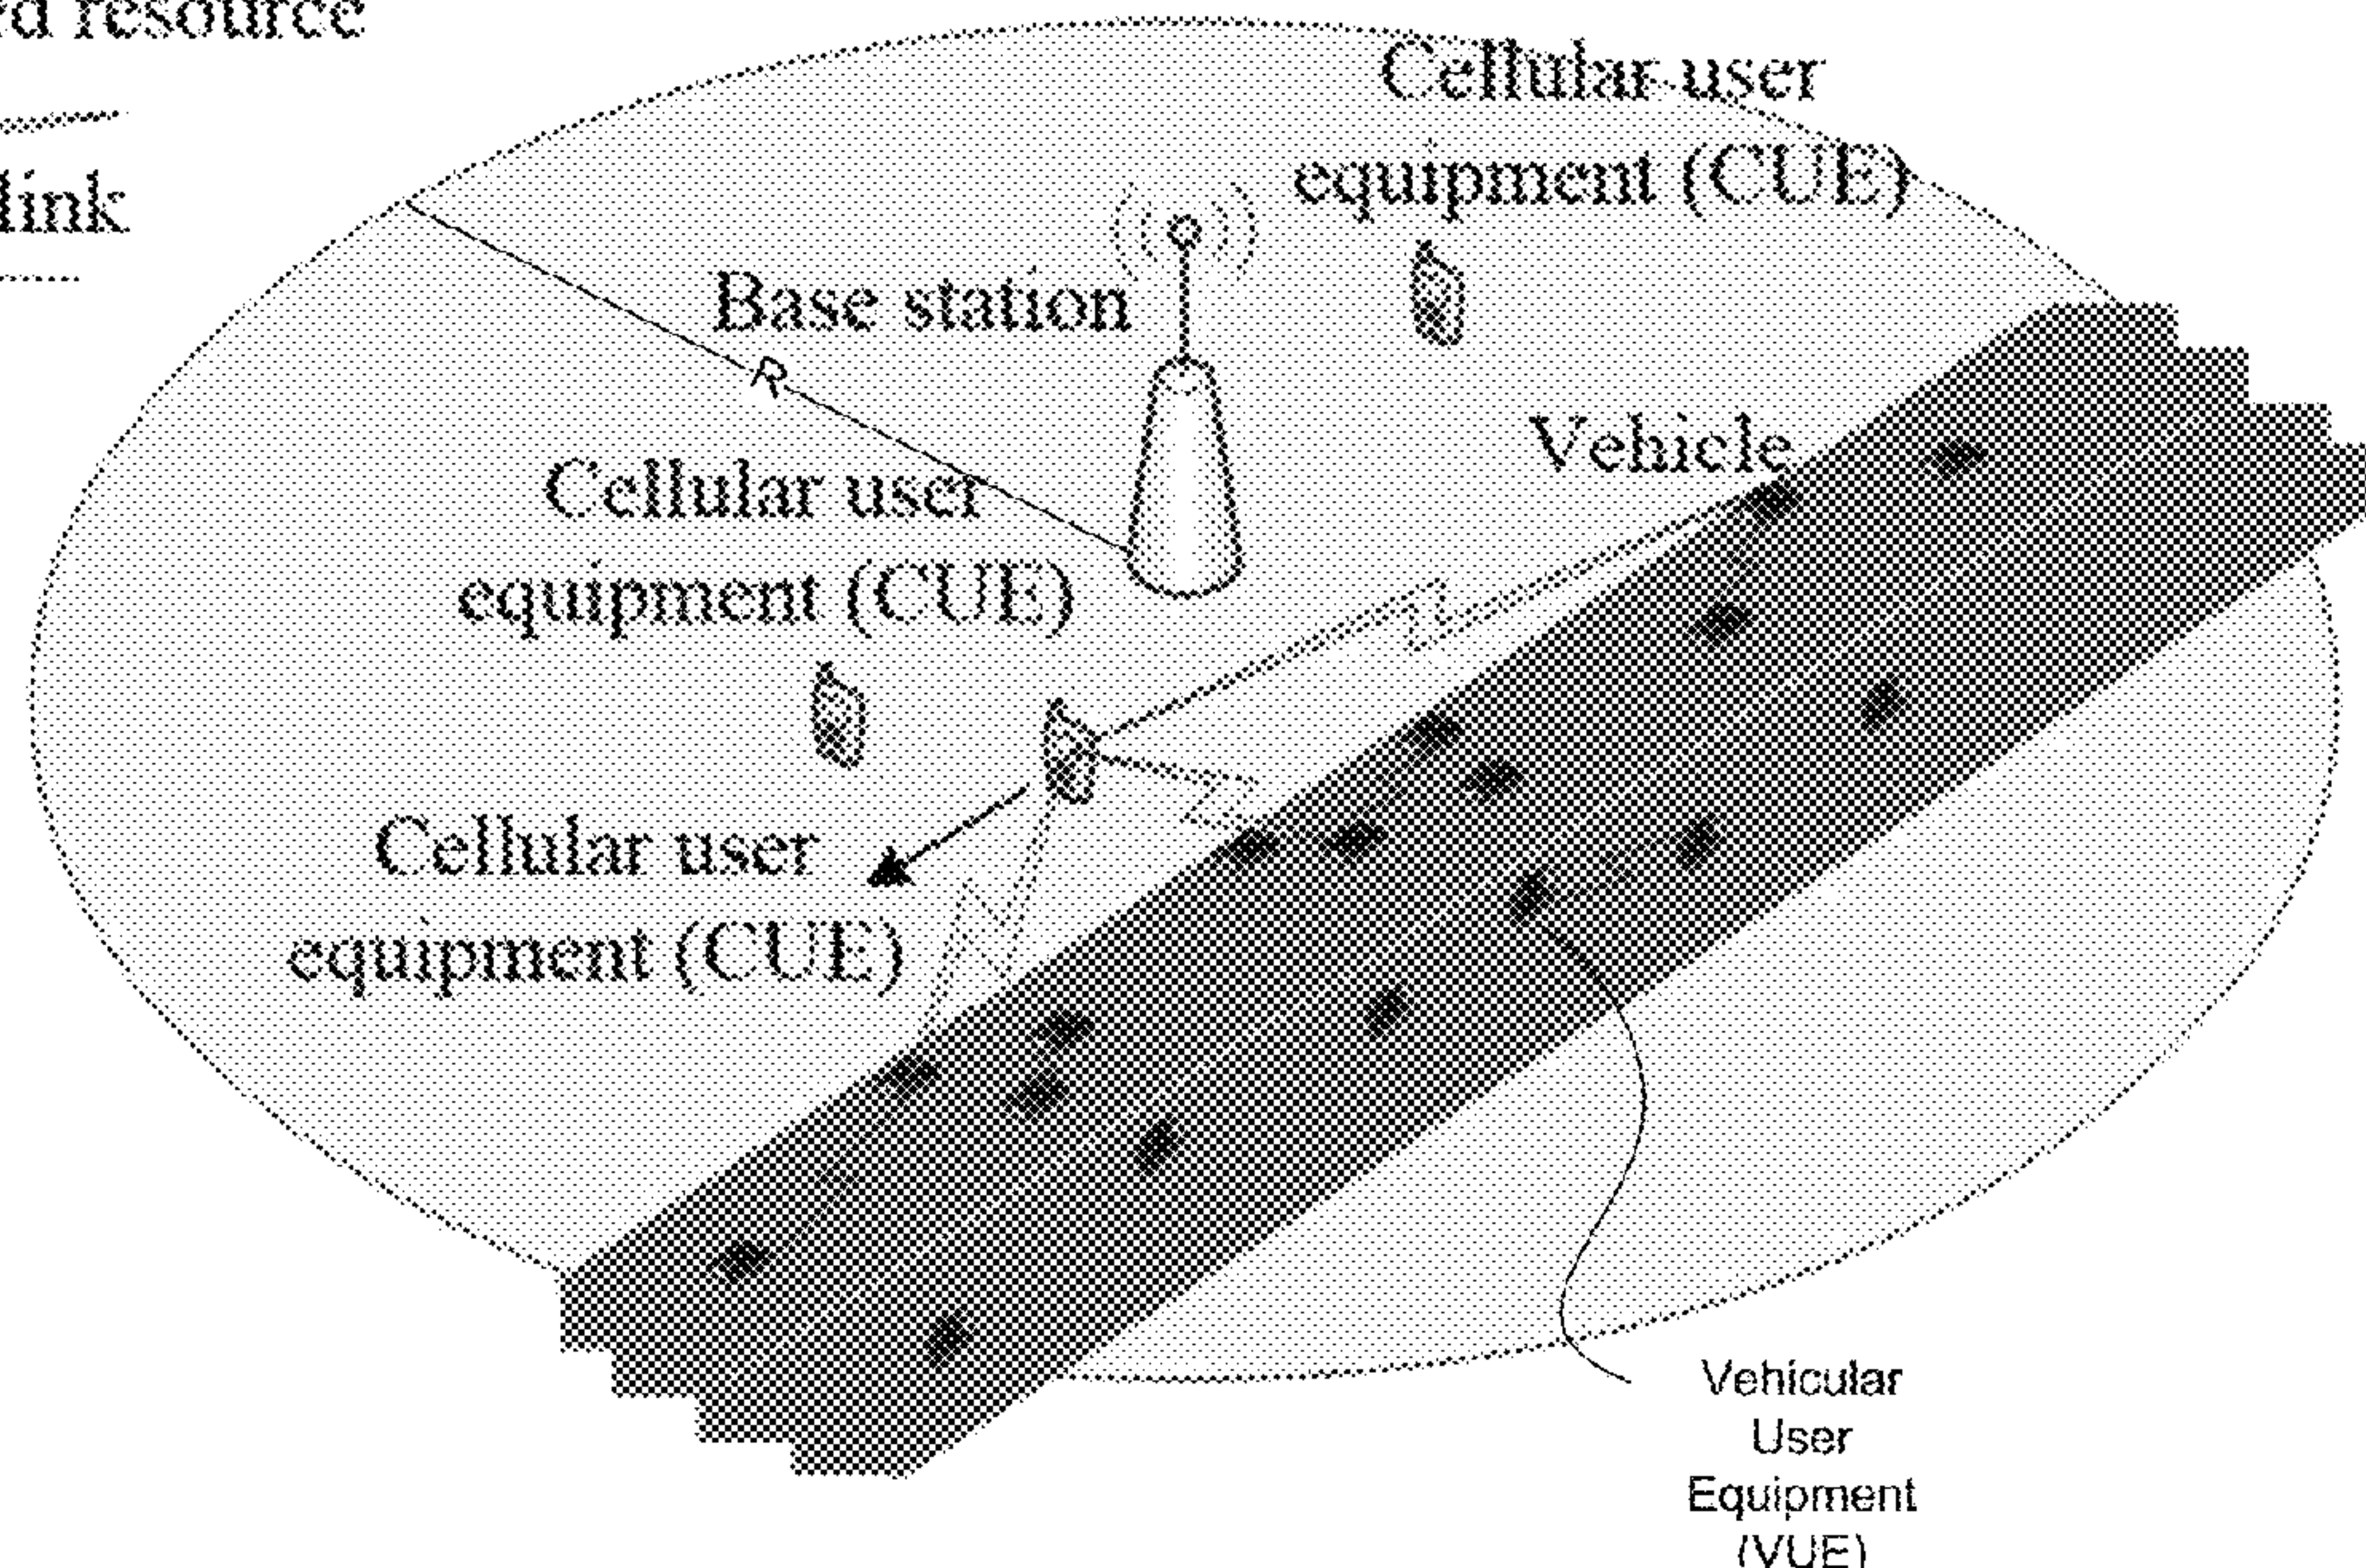 resource
link
Cellular user
equipment (CUE)
Base station
R
Vehicle
Cellular user
equipment (CUE)
Cellular user
equipment (CUE)
Vehicular
User
Equipment
(VUE)